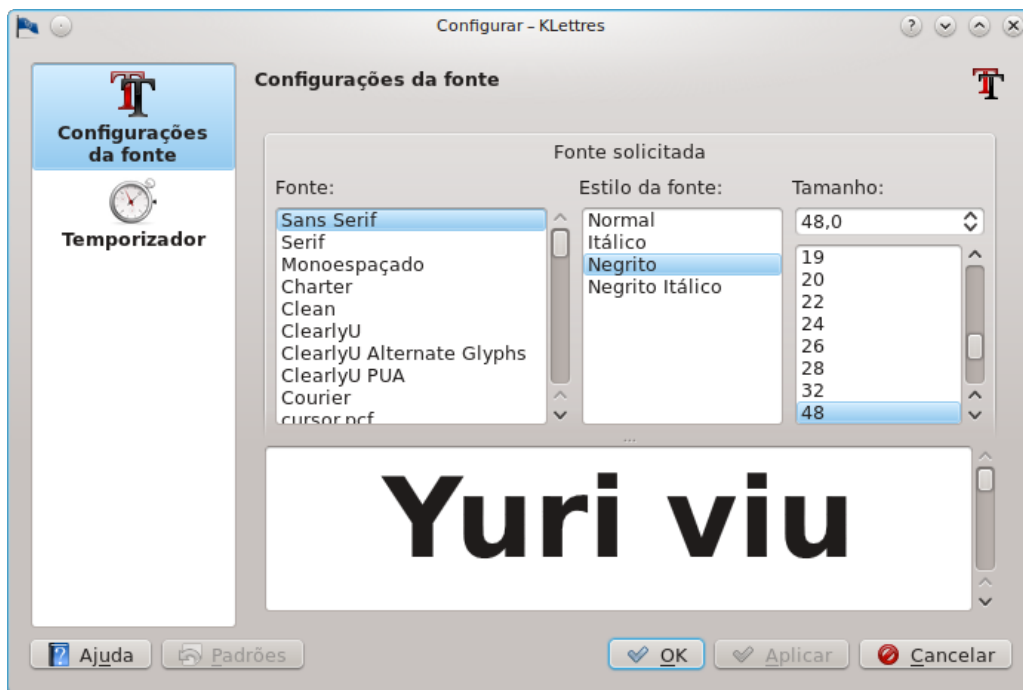 Configurar – KLettres
Configurações
da fonte
Temporizador
Configurações da fonte
Fonte solicitada
Fonte:
Sans Serif
Serif
Monoespaçado
Charter
Clean
ClearlyU
ClearlyU Alternate Glyphs
ClearlyU PUA
Courier
cursor.pcf
Estilo da fonte:
Normal
Itálico
Negrito
Negrito Itálico
Tamanho:
48,0
19
20
22
24
26
28
32
48
Yuri viu
Ajuda
Padrões
OK
Aplicar
Cancelar